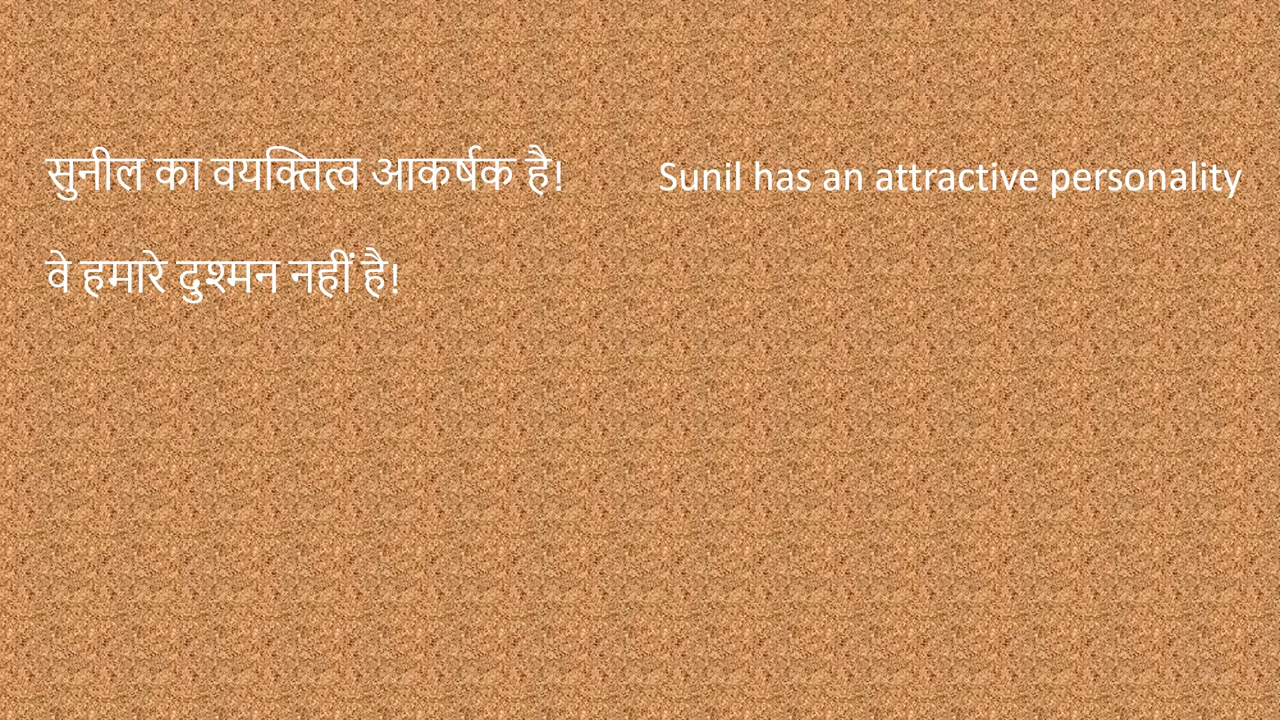 सुनील का वयक्तित्व आकर्षक है! Sunil has an attractive personality
वे हमारे दुश्मन नहीं है!